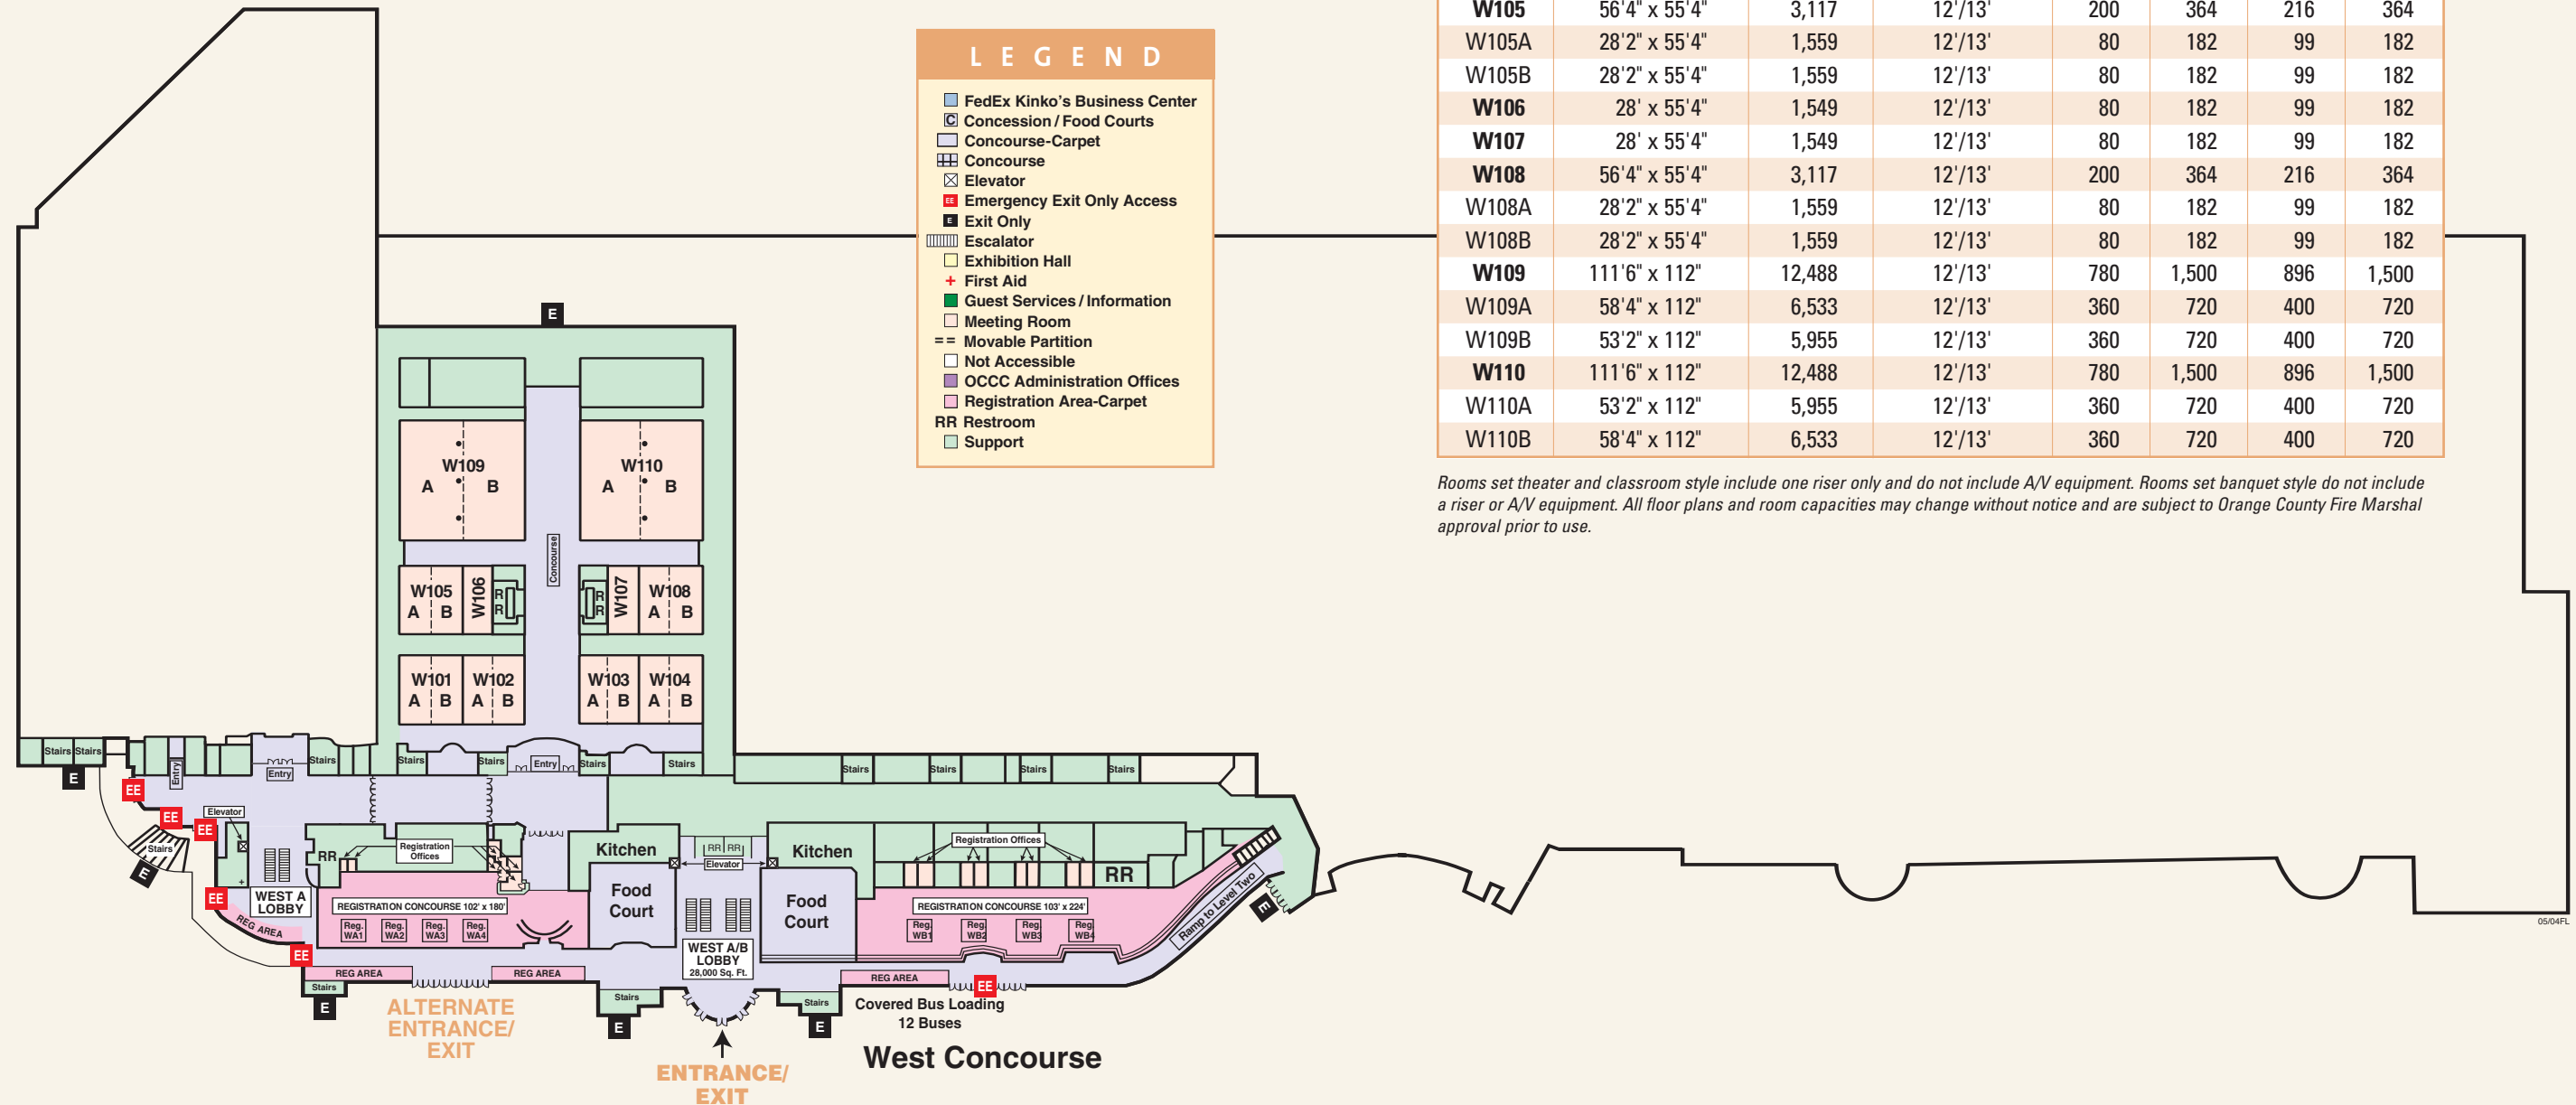 W105 56'4" x 55'4" 3,117 12'/13' 200 364 216 364
W105A 28'2" x 55'4" 1,559 12'/13' 80 182 99 182
W105B 28'2" x 55'4" 1,559 12'/13' 80 182 99 182
W106 28' x 55'4" 1,549 12'/13' 80 182 99 182
W107 28' x 55'4" 1,549 12'/13' 80 182 99 182
W108 56'4" x 55'4" 3,117 12'/13' 200 364 216 364
W108A 28'2" x 55'4" 1,559 12'/13' 80 182 99 182
W108B 28'2" x 55'4" 1,559 12'/13' 80 182 99 182
W109 111'6" x 112" 12,488 12'/13' 780 1,500 896 1,500
W109A 58'4" x 112" 6,533 12'/13' 360 720 400 720
W109B 53'2" x 112" 5,955 12'/13' 360 720 400 720
W110 111'6" x 112" 12,488 12'/13' 780 1,500 896 1,500
W110A 53'2" x 112" 5,955 12'/13' 360 720 400 720
W110B 58'4" x 112" 6,533 12'/13' 360 720 400 720
Rooms set theater and classroom style include one riser only and do not include A/V equipment. Rooms set banquet style do not include
a riser or A/V equipment. All floor plans and room capacities may change without notice and are subject to Orange County Fire Marshal
approval prior to use.
LEGEND
FedEx Kinko's Business Center
C Concession / Food Courts
Concourse-Carpet
Concourse
Elevator
EE Emergency Exit Only Access
E Exit Only
Escalator
Exhibition Hall
+ First Aid
Guest Services / Information
Meeting Room
== Movable Partition
Not Accessible
OCCC Administration Offices
Registration Area-Carpet
RR Restroom
Support
E
W109
A B
W110
A B
Concourse
W105
A B
W106
R
R
R
R
W107
W108
A B
W101
A B
W102
A B
W103
A B
W104
A B
Stairs Stairs
Entry
Entry
Stairs
Stairs
Stairs
Entry
Stairs
Stairs
Stairs
Stairs
Stairs
Stairs
E
EE
EE
EE
Elevator
Stairs
E
EE
+
WEST A
LOBBY
REG AREA
EE
RR
Registration
Offices
REGISTRATION CONCOURSE 102' x 180'
Reg.
WA1
Reg.
WA2
Reg.
WA3
Reg.
WA4
Kitchen
Food
Court
RR RR
Elevator
WEST A/B
LOBBY
28,000 Sq. Ft.
Kitchen
Food
Court
Registration Offices
RR
REGISTRATION CONCOURSE 103' x 224'
Reg.
WB1
Reg.
WB2
Reg.
WB3
Reg.
WB4
Ramp to Level Two
E
REG AREA
REG AREA
REG AREA
EE
Stairs
E
Stairs
E
Stairs
E
ALTERNATE
ENTRANCE/
EXIT
Covered Bus Loading
12 Buses
West Concourse
ENTRANCE/
EXIT
05/04FL